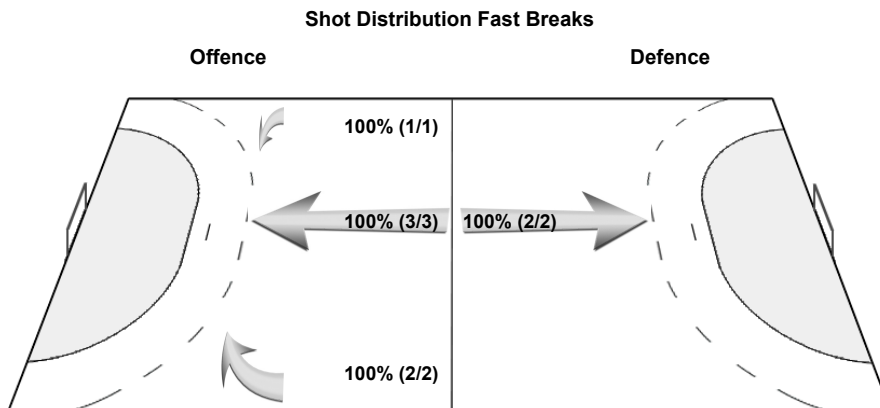 Shot Distribution Fast Breaks
Offence
Defence
100% (1/1)
100% (3/3)
100% (2/2)
100% (2/2)